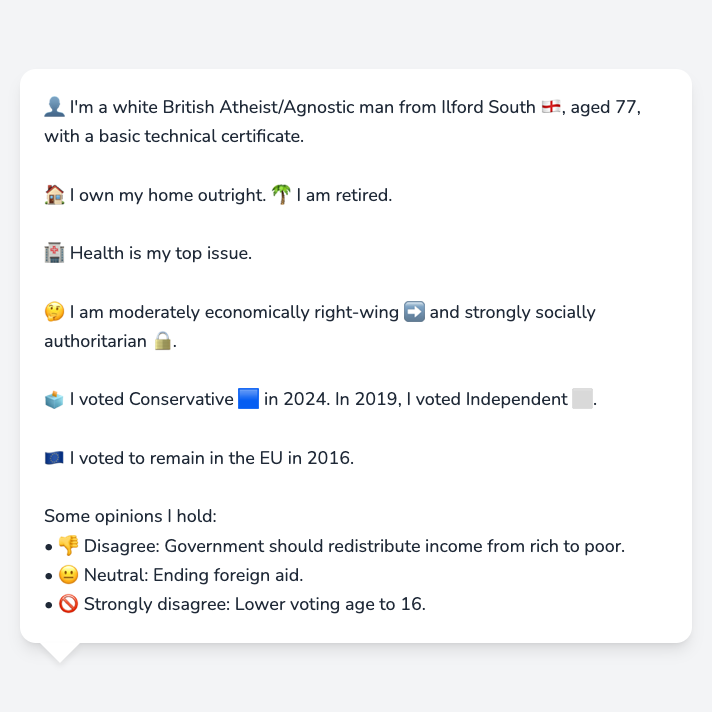 👤 I'm a white British Atheist/Agnostic man from Ilford South 🏴󠁧󠁢󠁥󠁮󠁧󠁿, aged 77,
with a basic technical certificate.
🏠 I own my home outright. 🌴 I am retired.
🏥 Health is my top issue.
🤔 I am moderately economically right-wing ➡️ and strongly socially
authoritarian 🔒.
🗳️ I voted Conservative 🟦 in 2024. In 2019, I voted Independent ⬜.
🇪🇺 I voted to remain in the EU in 2016.
Some opinions I hold:
• 👎 Disagree: Government should redistribute income from rich to poor.
• 😐 Neutral: Ending foreign aid.
• 🚫 Strongly disagree: Lower voting age to 16.